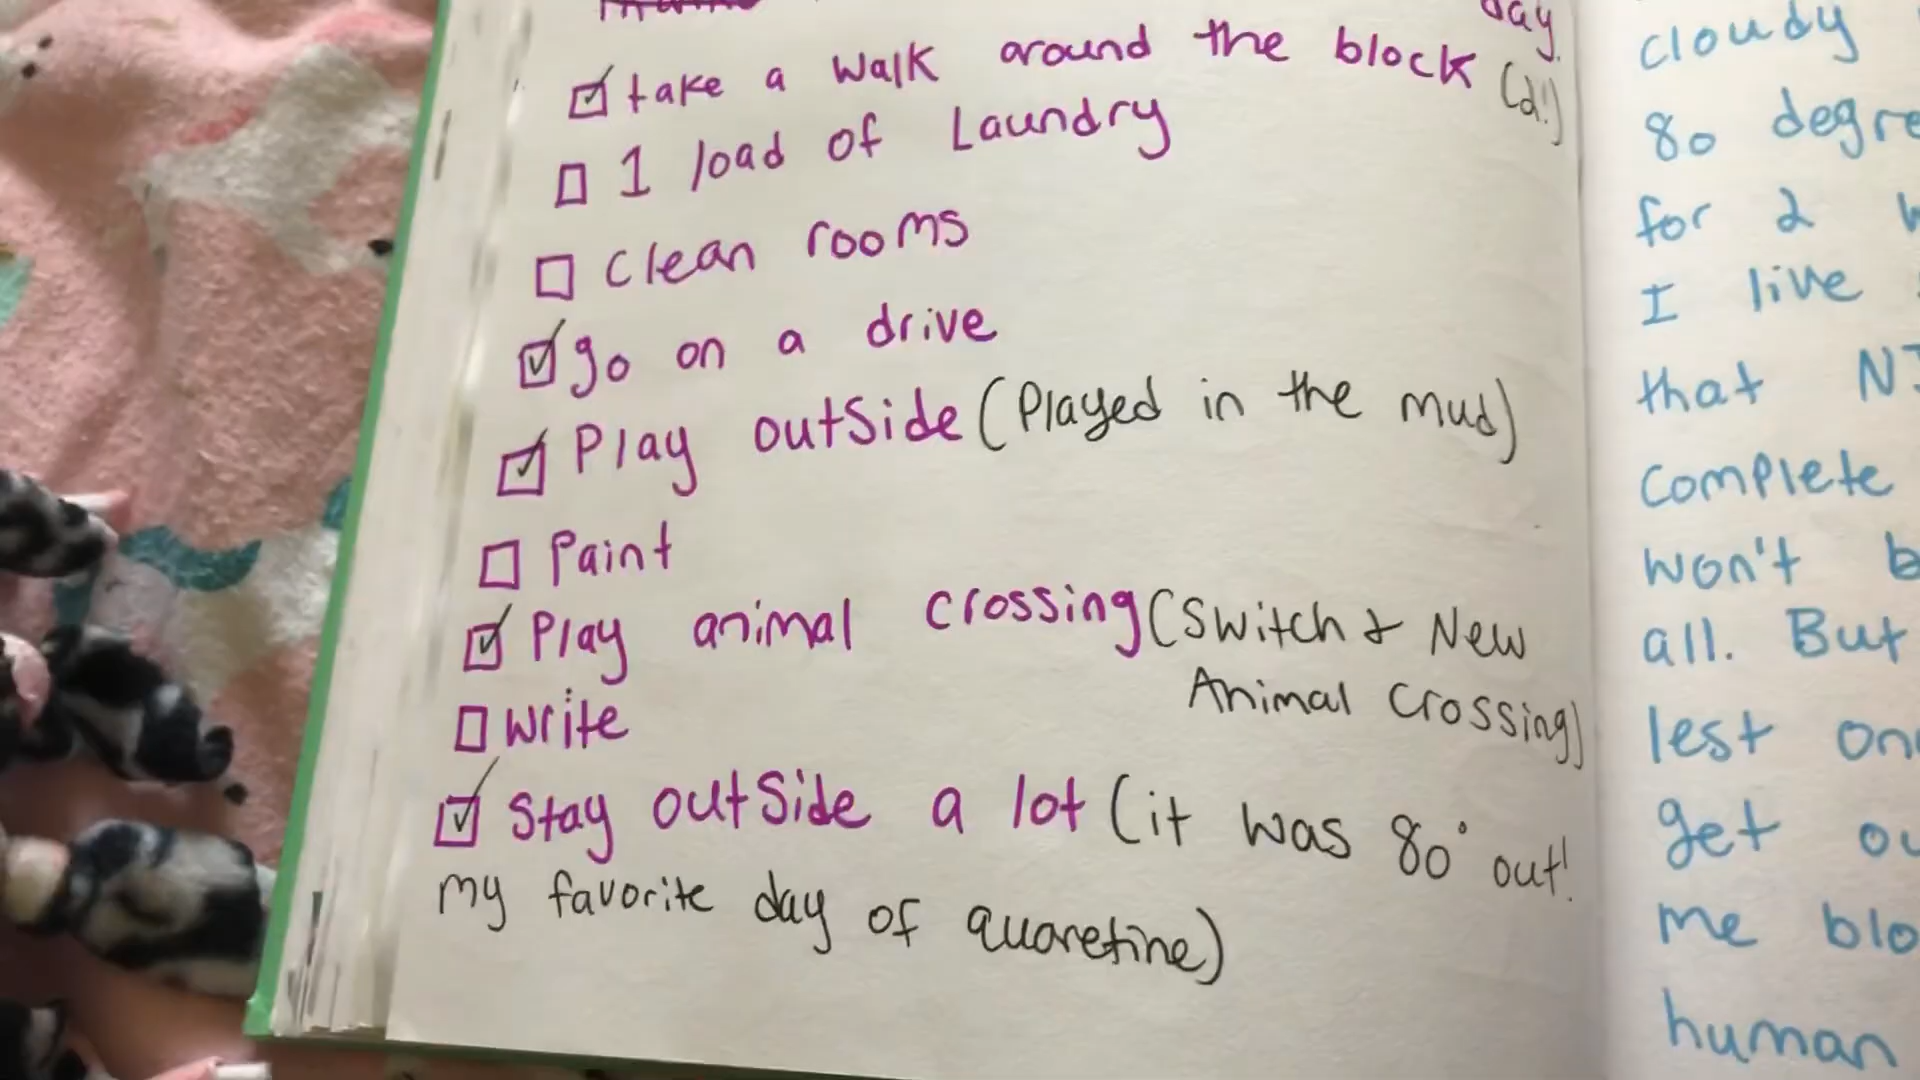 day.
☑ take a walk around the block (2!)
☐ 1 load of Laundry
☐ Clean rooms
☑ go on a drive
☑ Play outside (Played in the mud)
☐ Paint
☑ Play animal crossing (Switch & New
Animal Crossing)
☐ write
☑ Stay outside a lot (it was 80° out!
my favorite day of quaretine)
cloudy
80 degre
for 2
I live
that
complete
won't b
all. But
lest on
get ou
me blo
human